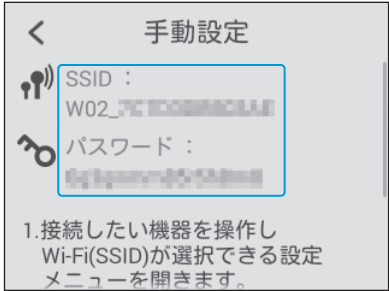 手動設定
SSID：
W02_
パスワード：
1.接続したい機器を操作し
Wi-Fi(SSID)が選択できる設定
メニューを開きます。